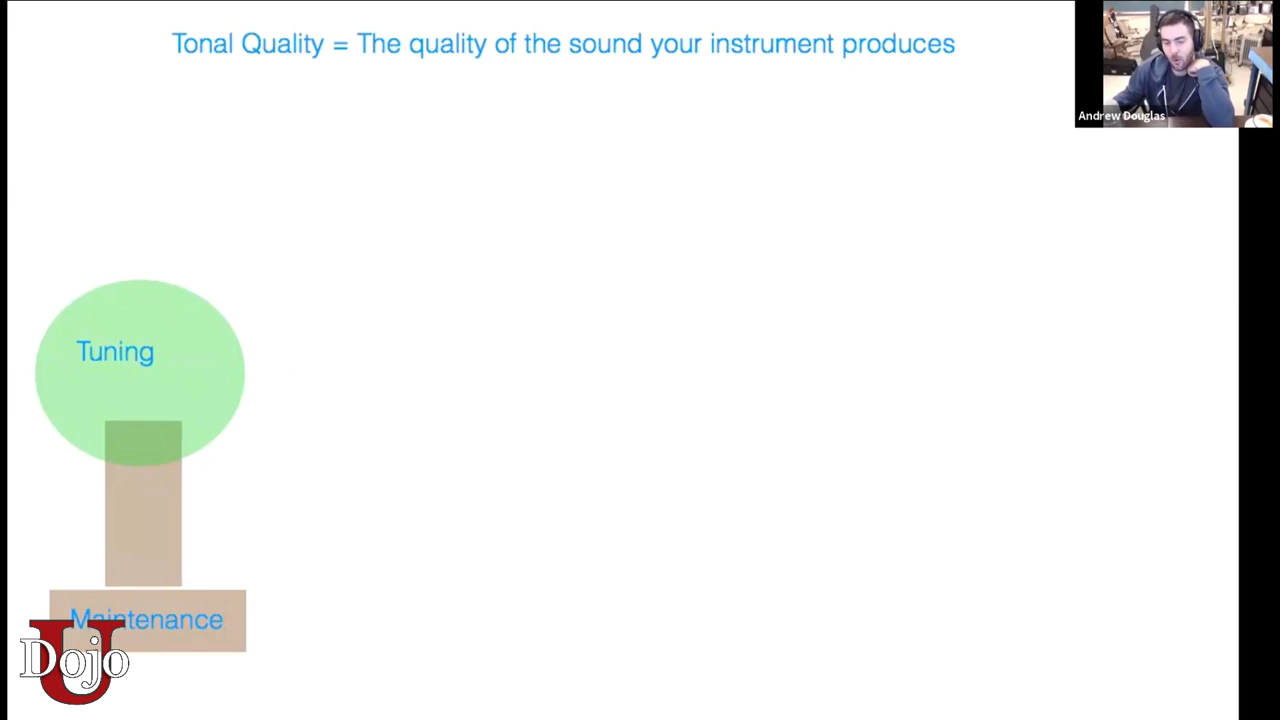 Tonal Quality = The quality of the sound your instrument produces
Andrew Douglas
Tuning
Maintenance
U
Dojo